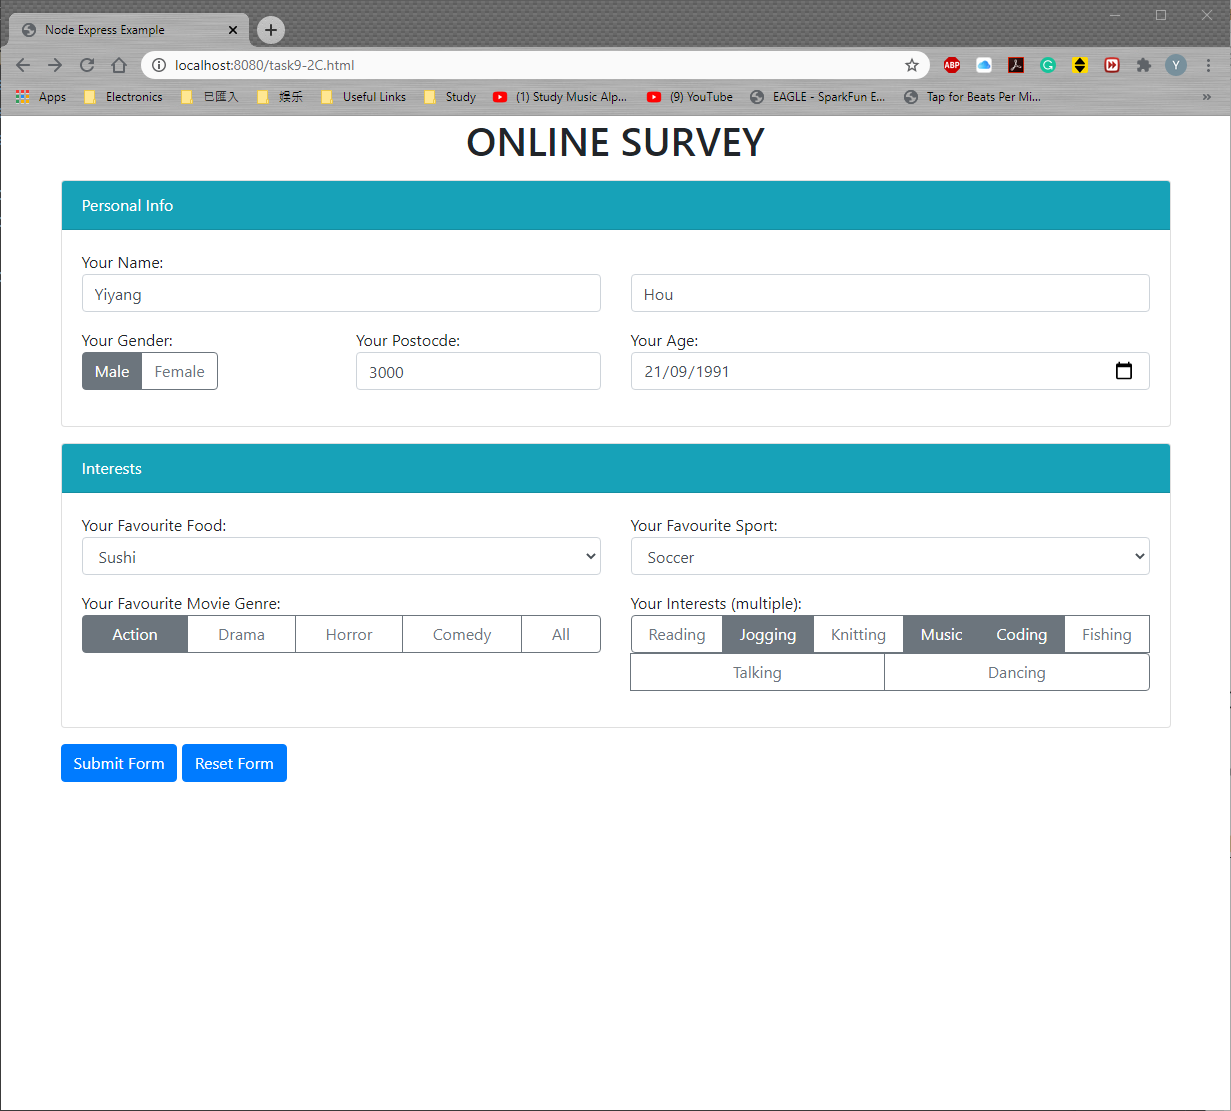 Node Express Example
localhost:8080/task9-2C.html
ABP
Y
Apps Electronics 已匯入 娱乐 Useful Links Study (1) Study Music Alp... (9) YouTube EAGLE - SparkFun E... Tap for Beats Per Mi... »
ONLINE SURVEY
Personal Info
Your Name:
Yiyang Hou
Your Gender: Your Postocde: Your Age:
Male Female 3000 21/09/1991
Interests
Your Favourite Food: Your Favourite Sport:
Sushi Soccer
Your Favourite Movie Genre: Your Interests (multiple):
Action Drama Horror Comedy All Reading Jogging Knitting Music Coding Fishing
Talking Dancing
Submit Form Reset Form